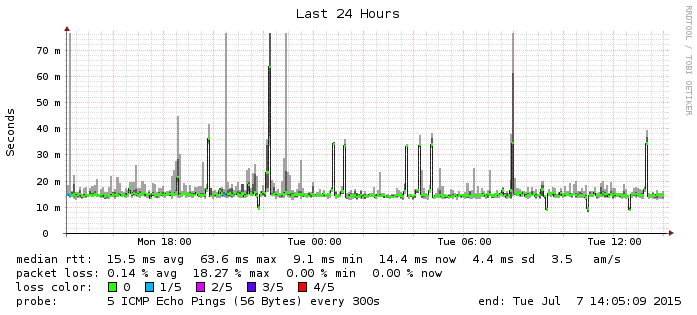 Last 24 Hours
RRDTOOL / TOBI OETIKER
Seconds
70 m
60 m
50 m
40 m
30 m
20 m
10 m
0
Mon 18:00 Tue 00:00 Tue 06:00 Tue 12:00
median rtt: 15.5 ms avg 63.6 ms max 9.1 ms min 14.4 ms now 4.4 ms sd 3.5 am/s
packet loss: 0.14 % avg 18.27 % max 0.00 % min 0.00 % now
loss color: 0 1/5 2/5 3/5 4/5
probe: 5 ICMP Echo Pings (56 Bytes) every 300s end: Tue Jul 7 14:05:09 2015